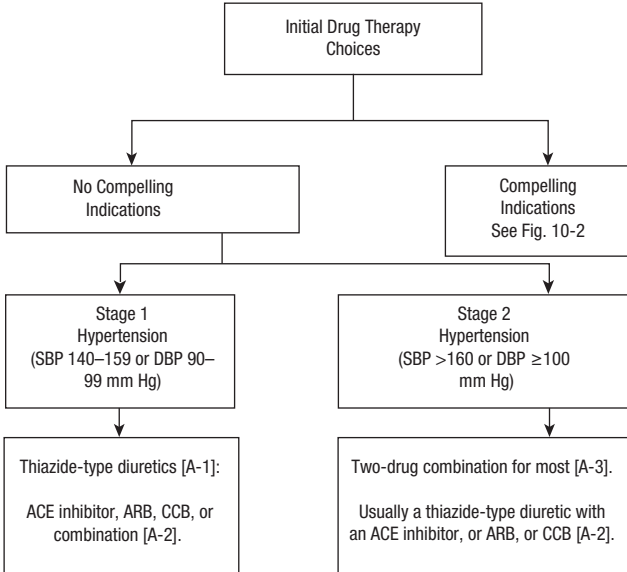 Initial Drug Therapy
Choices
No Compelling
Indications
Compelling
Indications
See Fig. 10-2
Stage 1
Hypertension
(SBP 140–159 or DBP 90–
99 mm Hg)
Stage 2
Hypertension
(SBP >160 or DBP ≥100
mm Hg)
Thiazide-type diuretics [A-1]:
ACE inhibitor, ARB, CCB, or
combination [A-2].
Two-drug combination for most [A-3].
Usually a thiazide-type diuretic with
an ACE inhibitor, or ARB, or CCB [A-2].